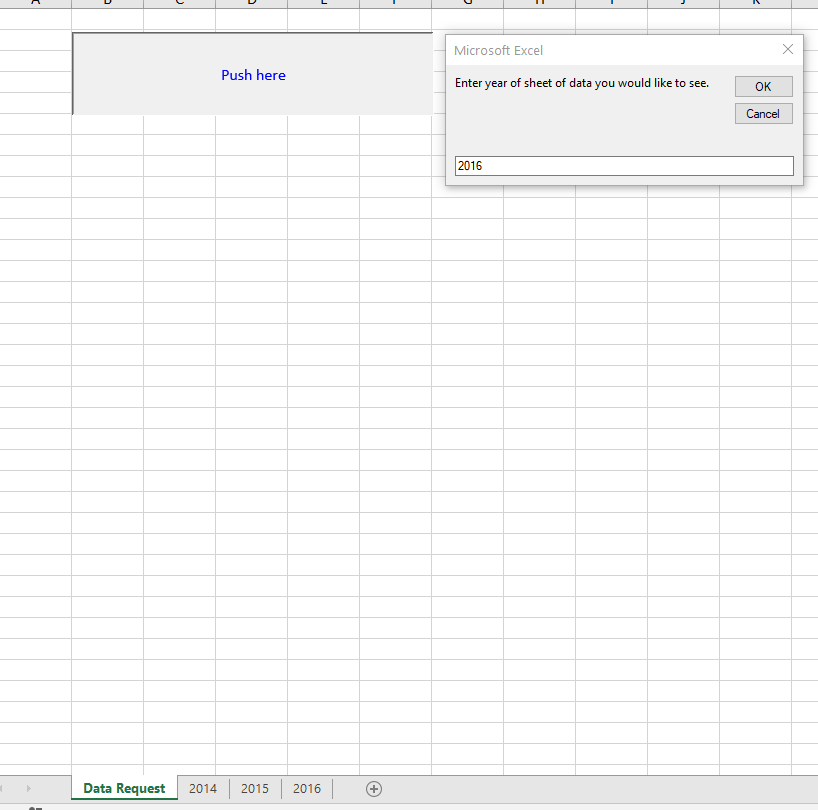 A B C D E F G H I J K
Push here
Microsoft Excel
Enter year of sheet of data you would like to see.
OK
Cancel
2016
Data Request 2014 2015 2016